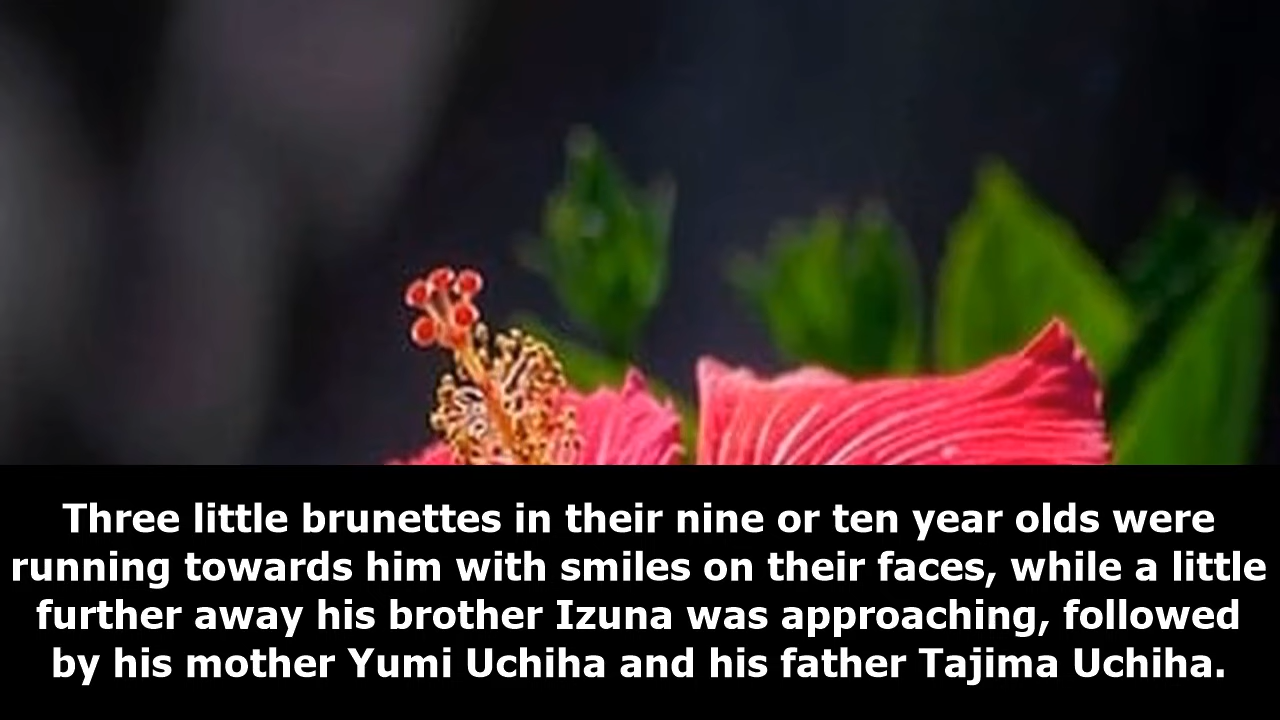 Three little brunettes in their nine or ten year olds were
running towards him with smiles on their faces, while a little
further away his brother Izuna was approaching, followed
by his mother Yumi Uchiha and his father Tajima Uchiha.